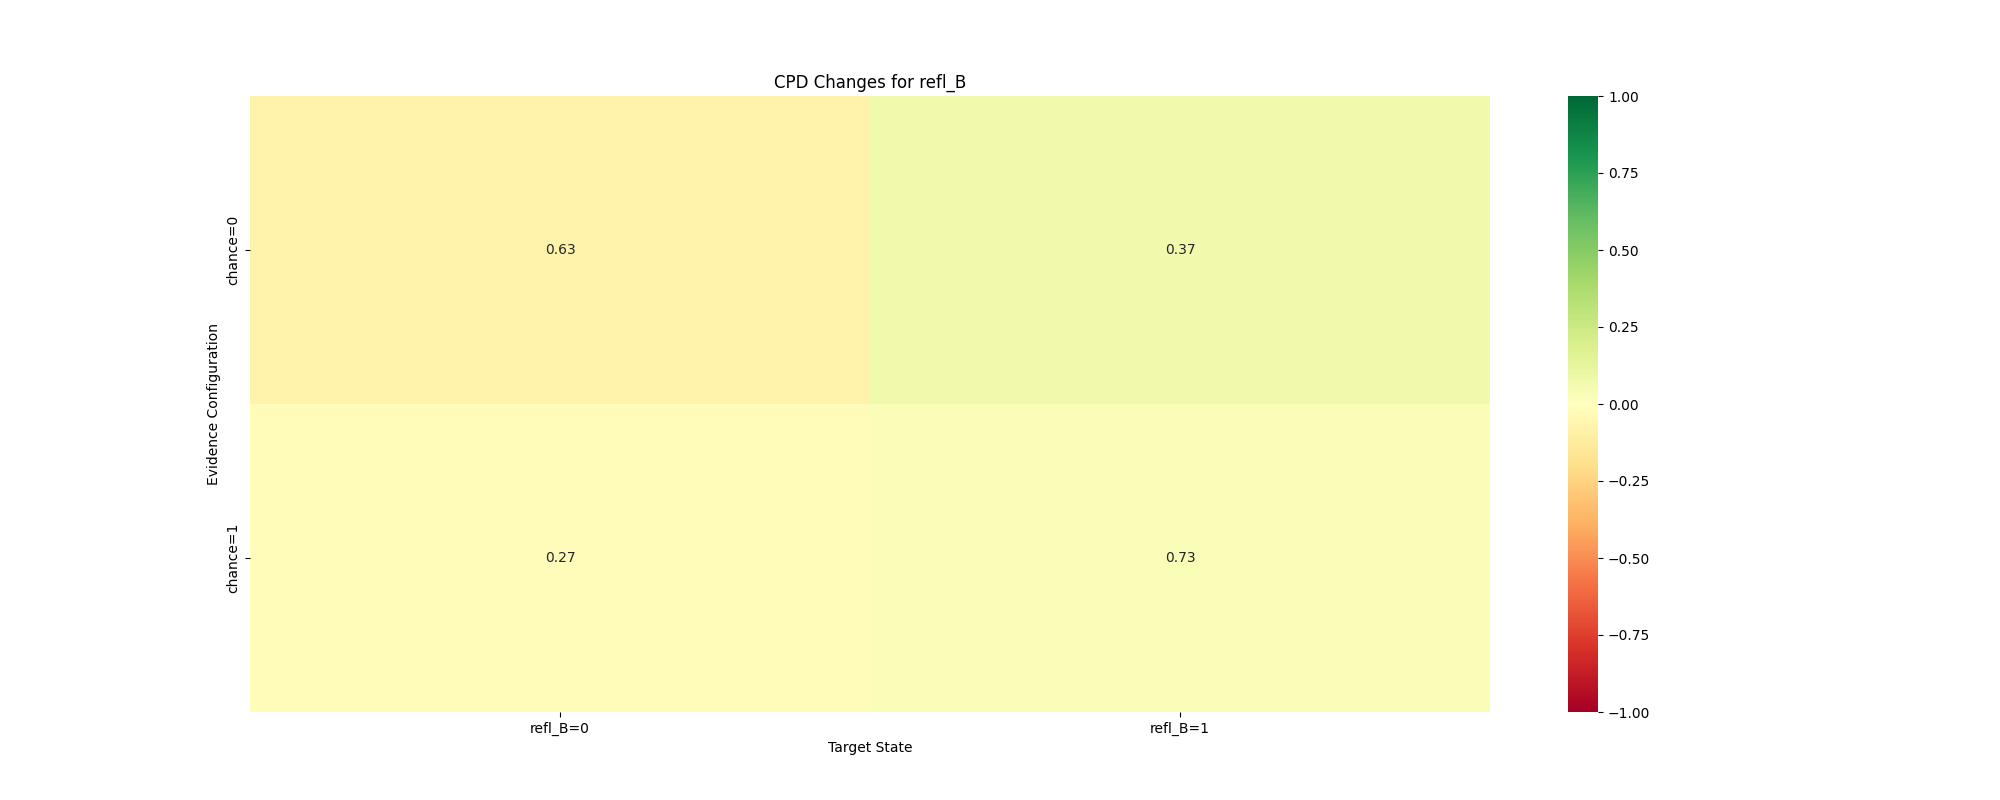 CPD Changes for refl_B
Evidence Configuration
chance=0
chance=1
0.63
0.37
0.27
0.73
refl_B=0
refl_B=1
Target State
1.00
0.75
0.50
0.25
0.00
−0.25
−0.50
−0.75
−1.00